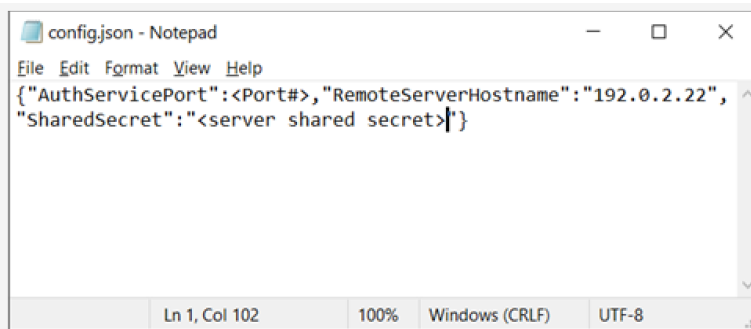 config.json - Notepad
File Edit Format View Help
{"AuthServicePort":<Port#>,"RemoteServerHostname":"192.0.2.22",
"SharedSecret":"<server shared secret>"}
Ln 1, Col 102 100% Windows (CRLF) UTF-8